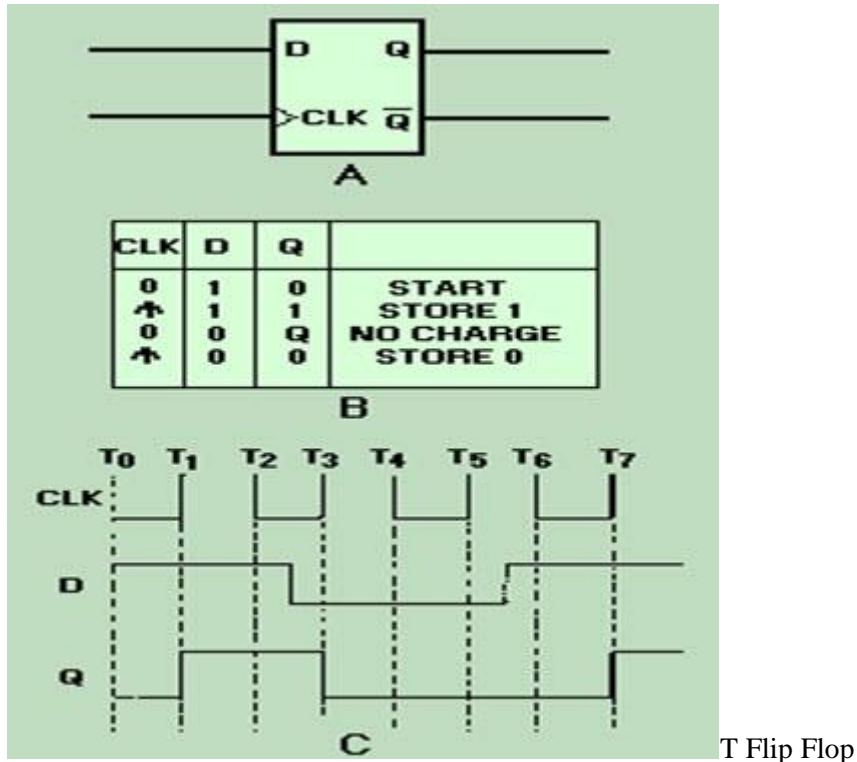 D Q
CLK Q̅
A
CLK D Q
0 1 0 START
↑ 1 1 STORE 1
0 0 Q NO CHARGE
↑ 0 0 STORE 0
B
T0 T1 T2 T3 T4 T5 T6 T7
CLK
D
Q
C
T Flip Flop